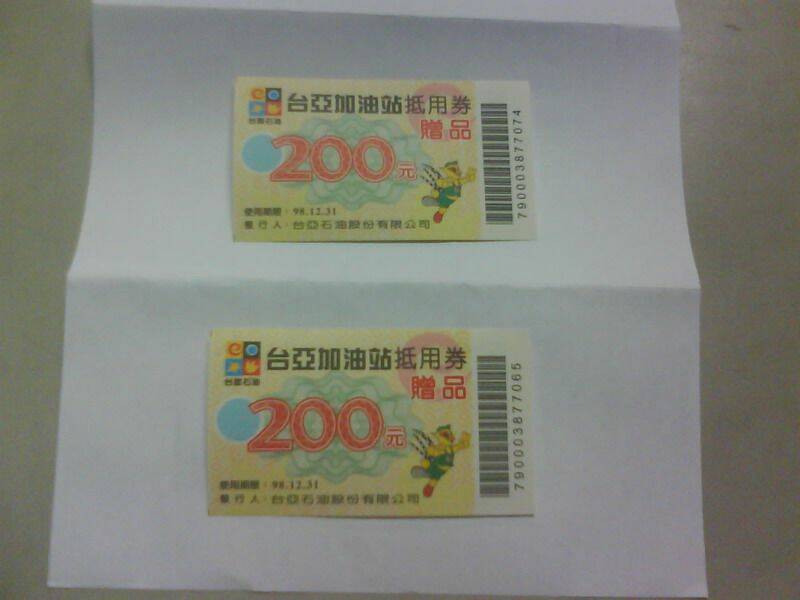 台亞加油站抵用券
台亞石油
贈品
200元
使用期限：98.12.31
發行人：台亞石油股份有限公司
790003877074
台亞加油站抵用券
台亞石油
贈品
200元
使用期限：98.12.31
發行人：台亞石油股份有限公司
790003877065